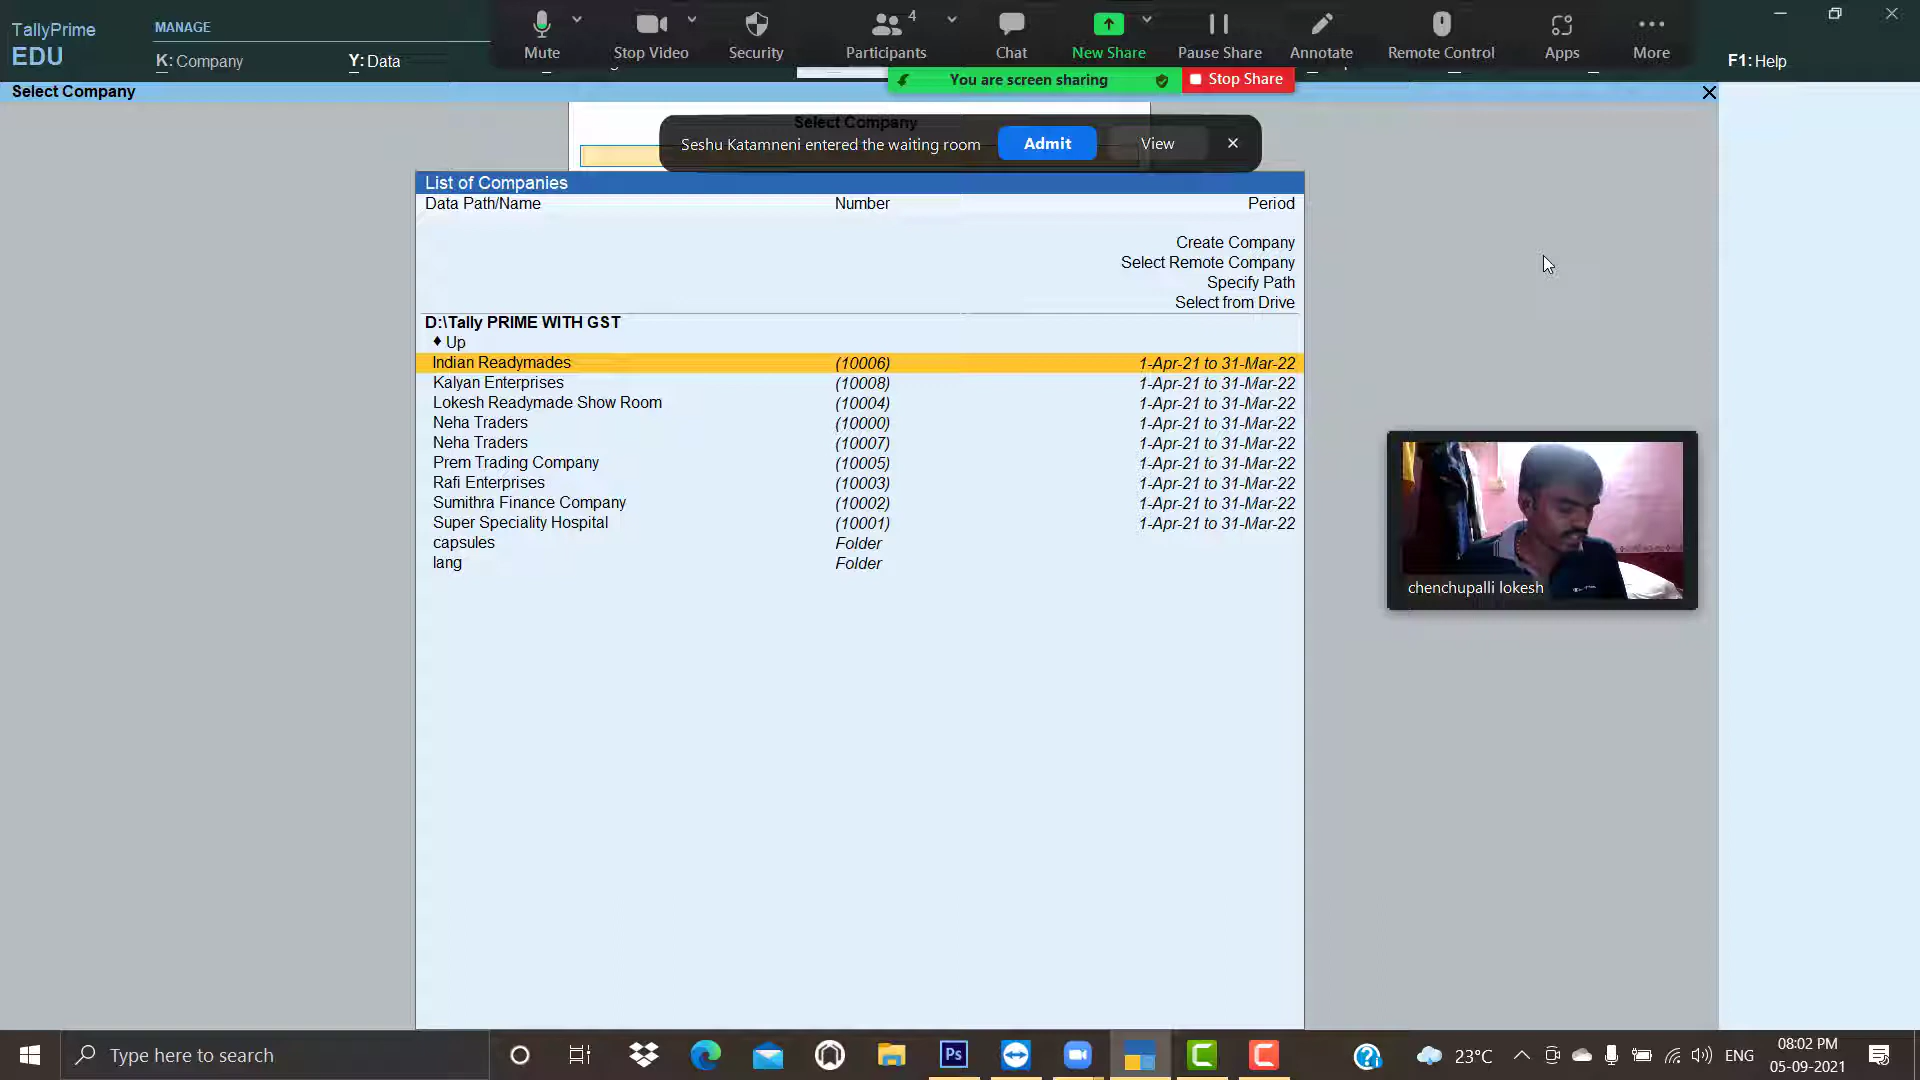 TallyPrime
EDU
MANAGE
K: Company
Y: Data
Mute
Stop Video
Security
Participants
4
Chat
New Share
Pause Share
Annotate
Remote Control
Apps
More
F1: Help
You are screen sharing
Stop Share
Select Company
Select Company
Seshu Katamneni entered the waiting room
Admit
View
List of Companies
Data Path/Name Number Period
Create Company
Select Remote Company
Specify Path
Select from Drive
D:\Tally PRIME WITH GST
♦ Up
Indian Readymades (10006) 1-Apr-21 to 31-Mar-22
Kalyan Enterprises (10008) 1-Apr-21 to 31-Mar-22
Lokesh Readymade Show Room (10004) 1-Apr-21 to 31-Mar-22
Neha Traders (10000) 1-Apr-21 to 31-Mar-22
Neha Traders (10007) 1-Apr-21 to 31-Mar-22
Prem Trading Company (10005) 1-Apr-21 to 31-Mar-22
Rafi Enterprises (10003) 1-Apr-21 to 31-Mar-22
Sumithra Finance Company (10002) 1-Apr-21 to 31-Mar-22
Super Speciality Hospital (10001) 1-Apr-21 to 31-Mar-22
capsules Folder
lang Folder
chenchupalli lokesh
Type here to search
Ps
23°C
ENG
08:02 PM
05-09-2021